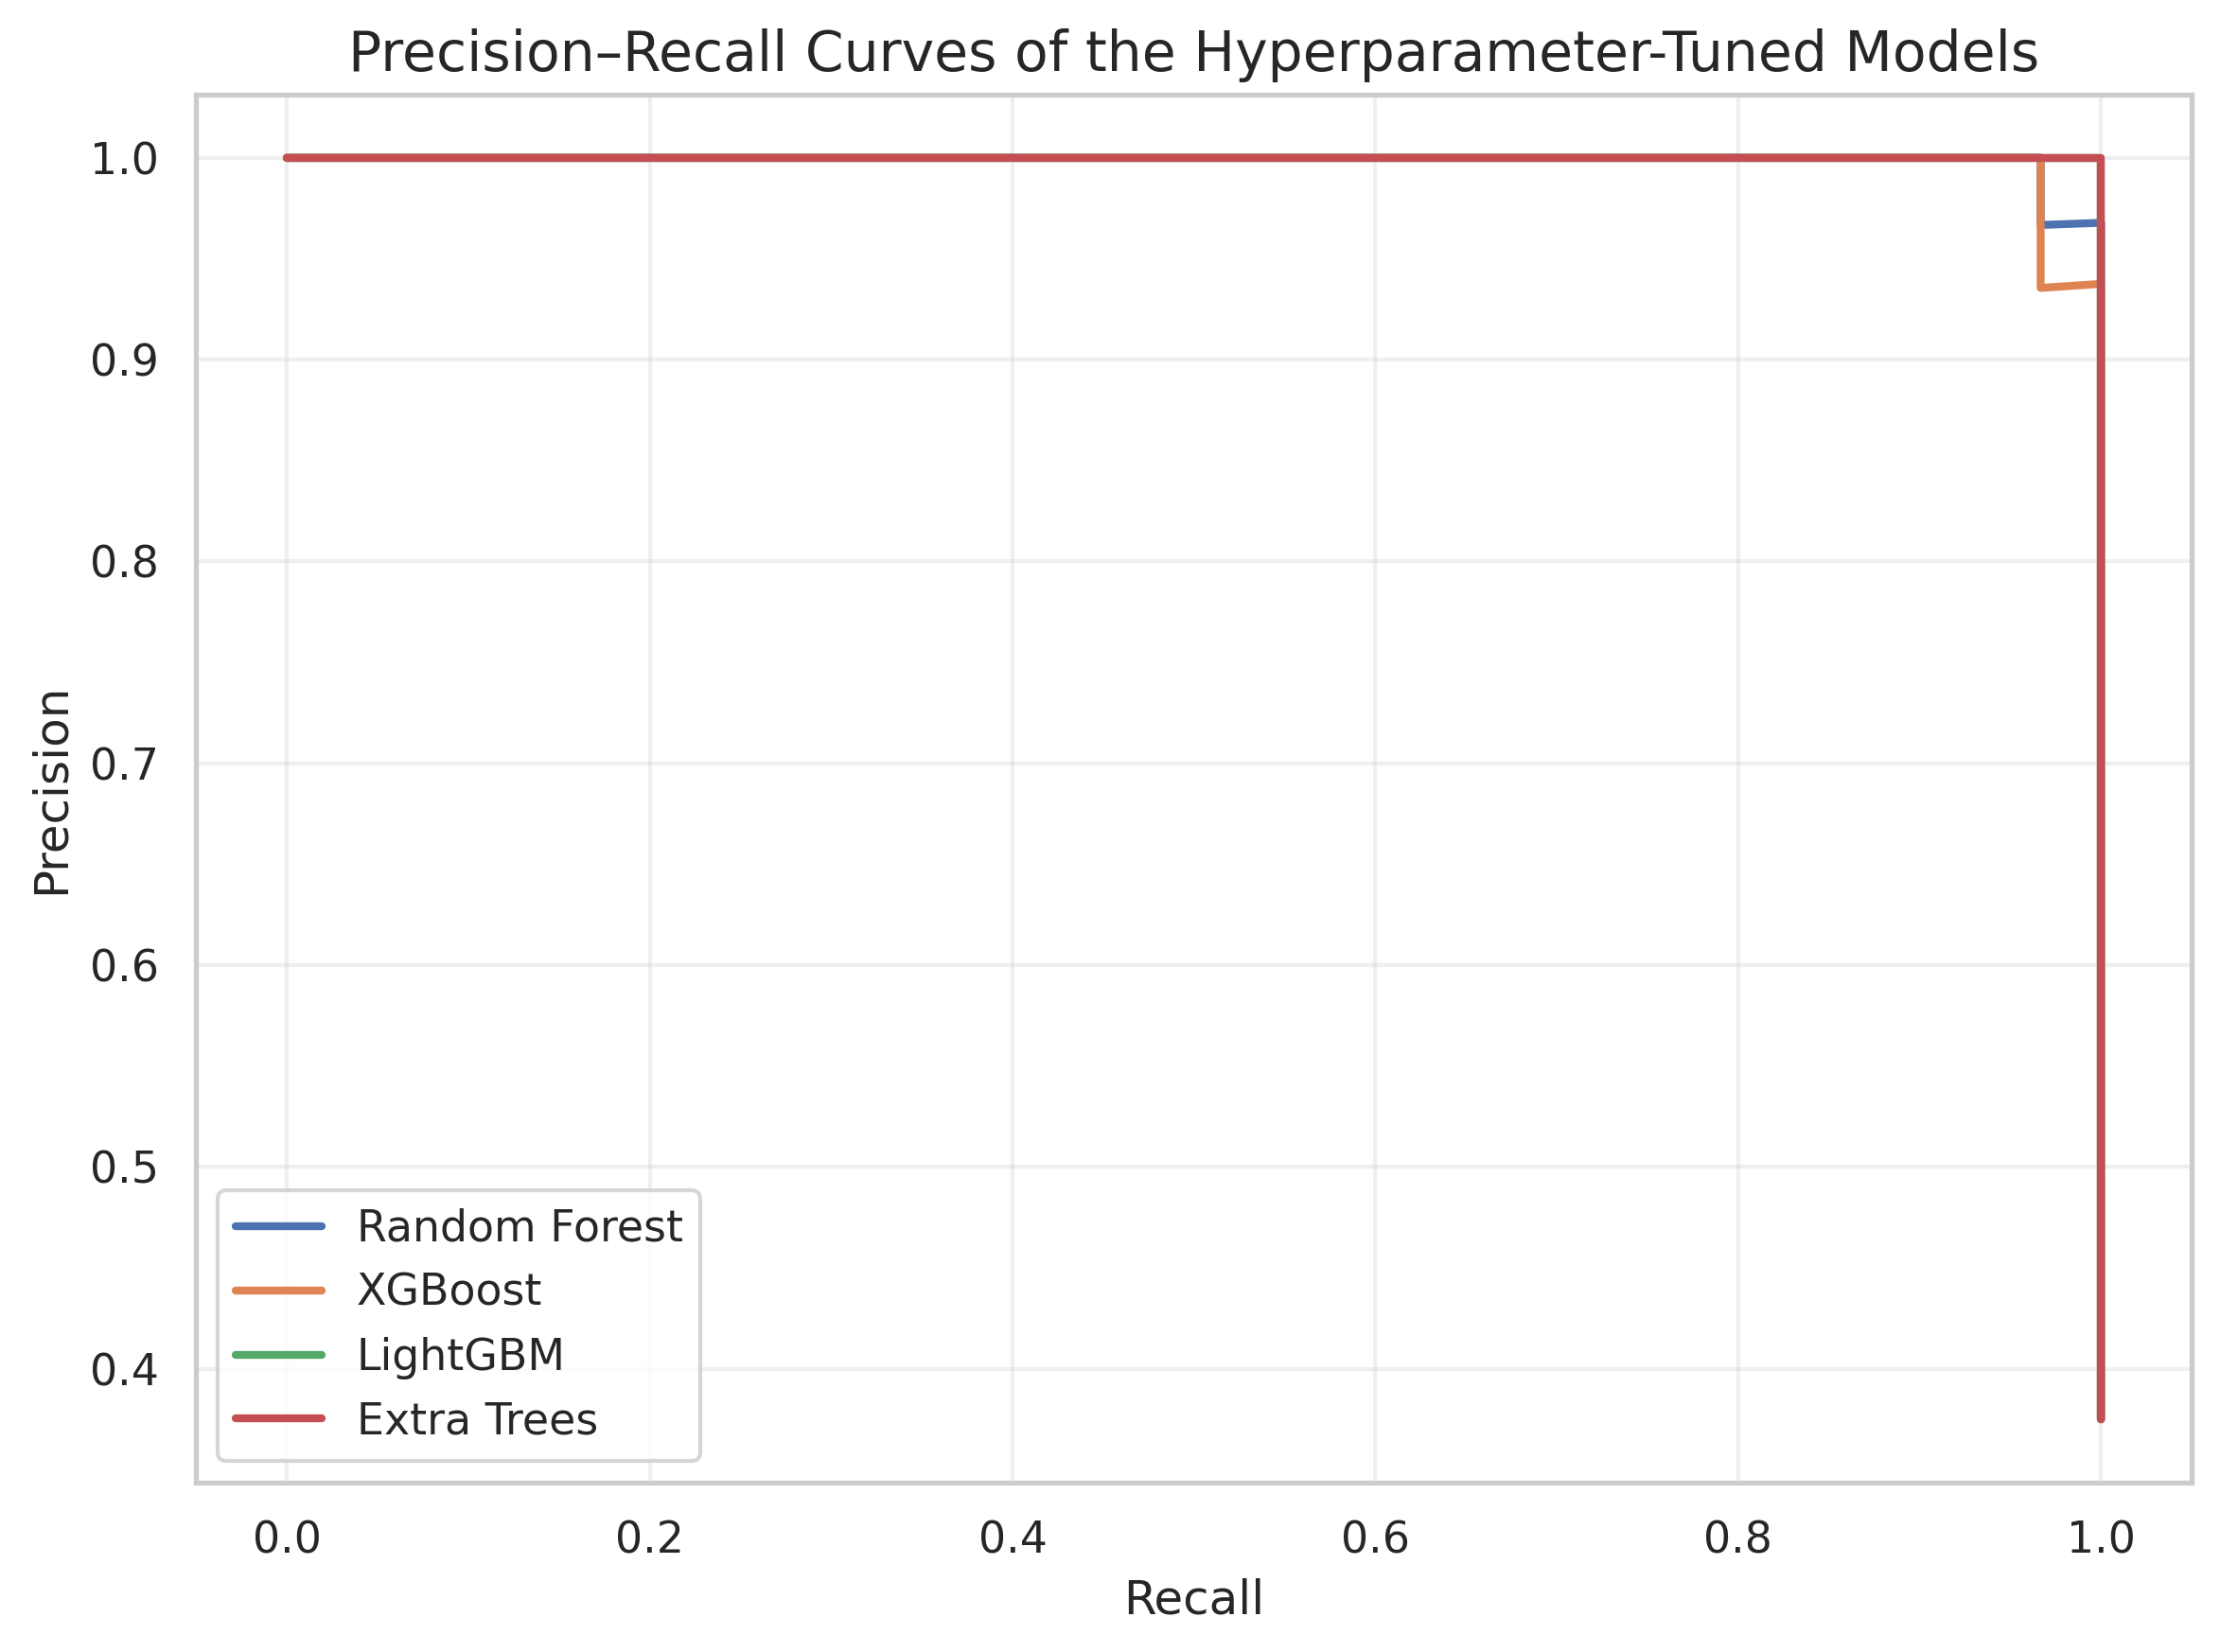 Precision–Recall Curves of the Hyperparameter-Tuned Models
Precision
1.0
0.9
0.8
0.7
0.6
0.5
0.4
Random Forest
XGBoost
LightGBM
Extra Trees
0.0 0.2 0.4 0.6 0.8 1.0
Recall